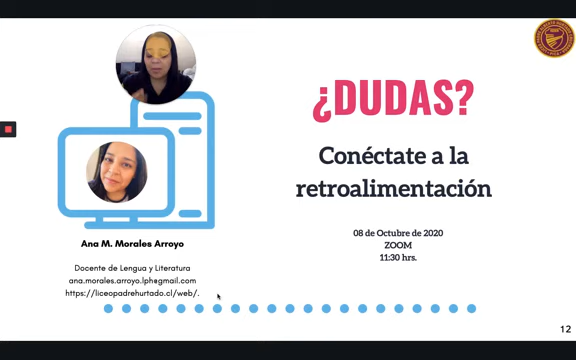 ¿DUDAS?
Conéctate a la
retroalimentación
08 de Octubre de 2020
ZOOM
11:30 hrs.
Ana M. Morales Arroyo
Docente de Lengua y Literatura
ana.morales.arroyo.lph@gmail.com
https://liceopadrehurtado.cl/web/.
12